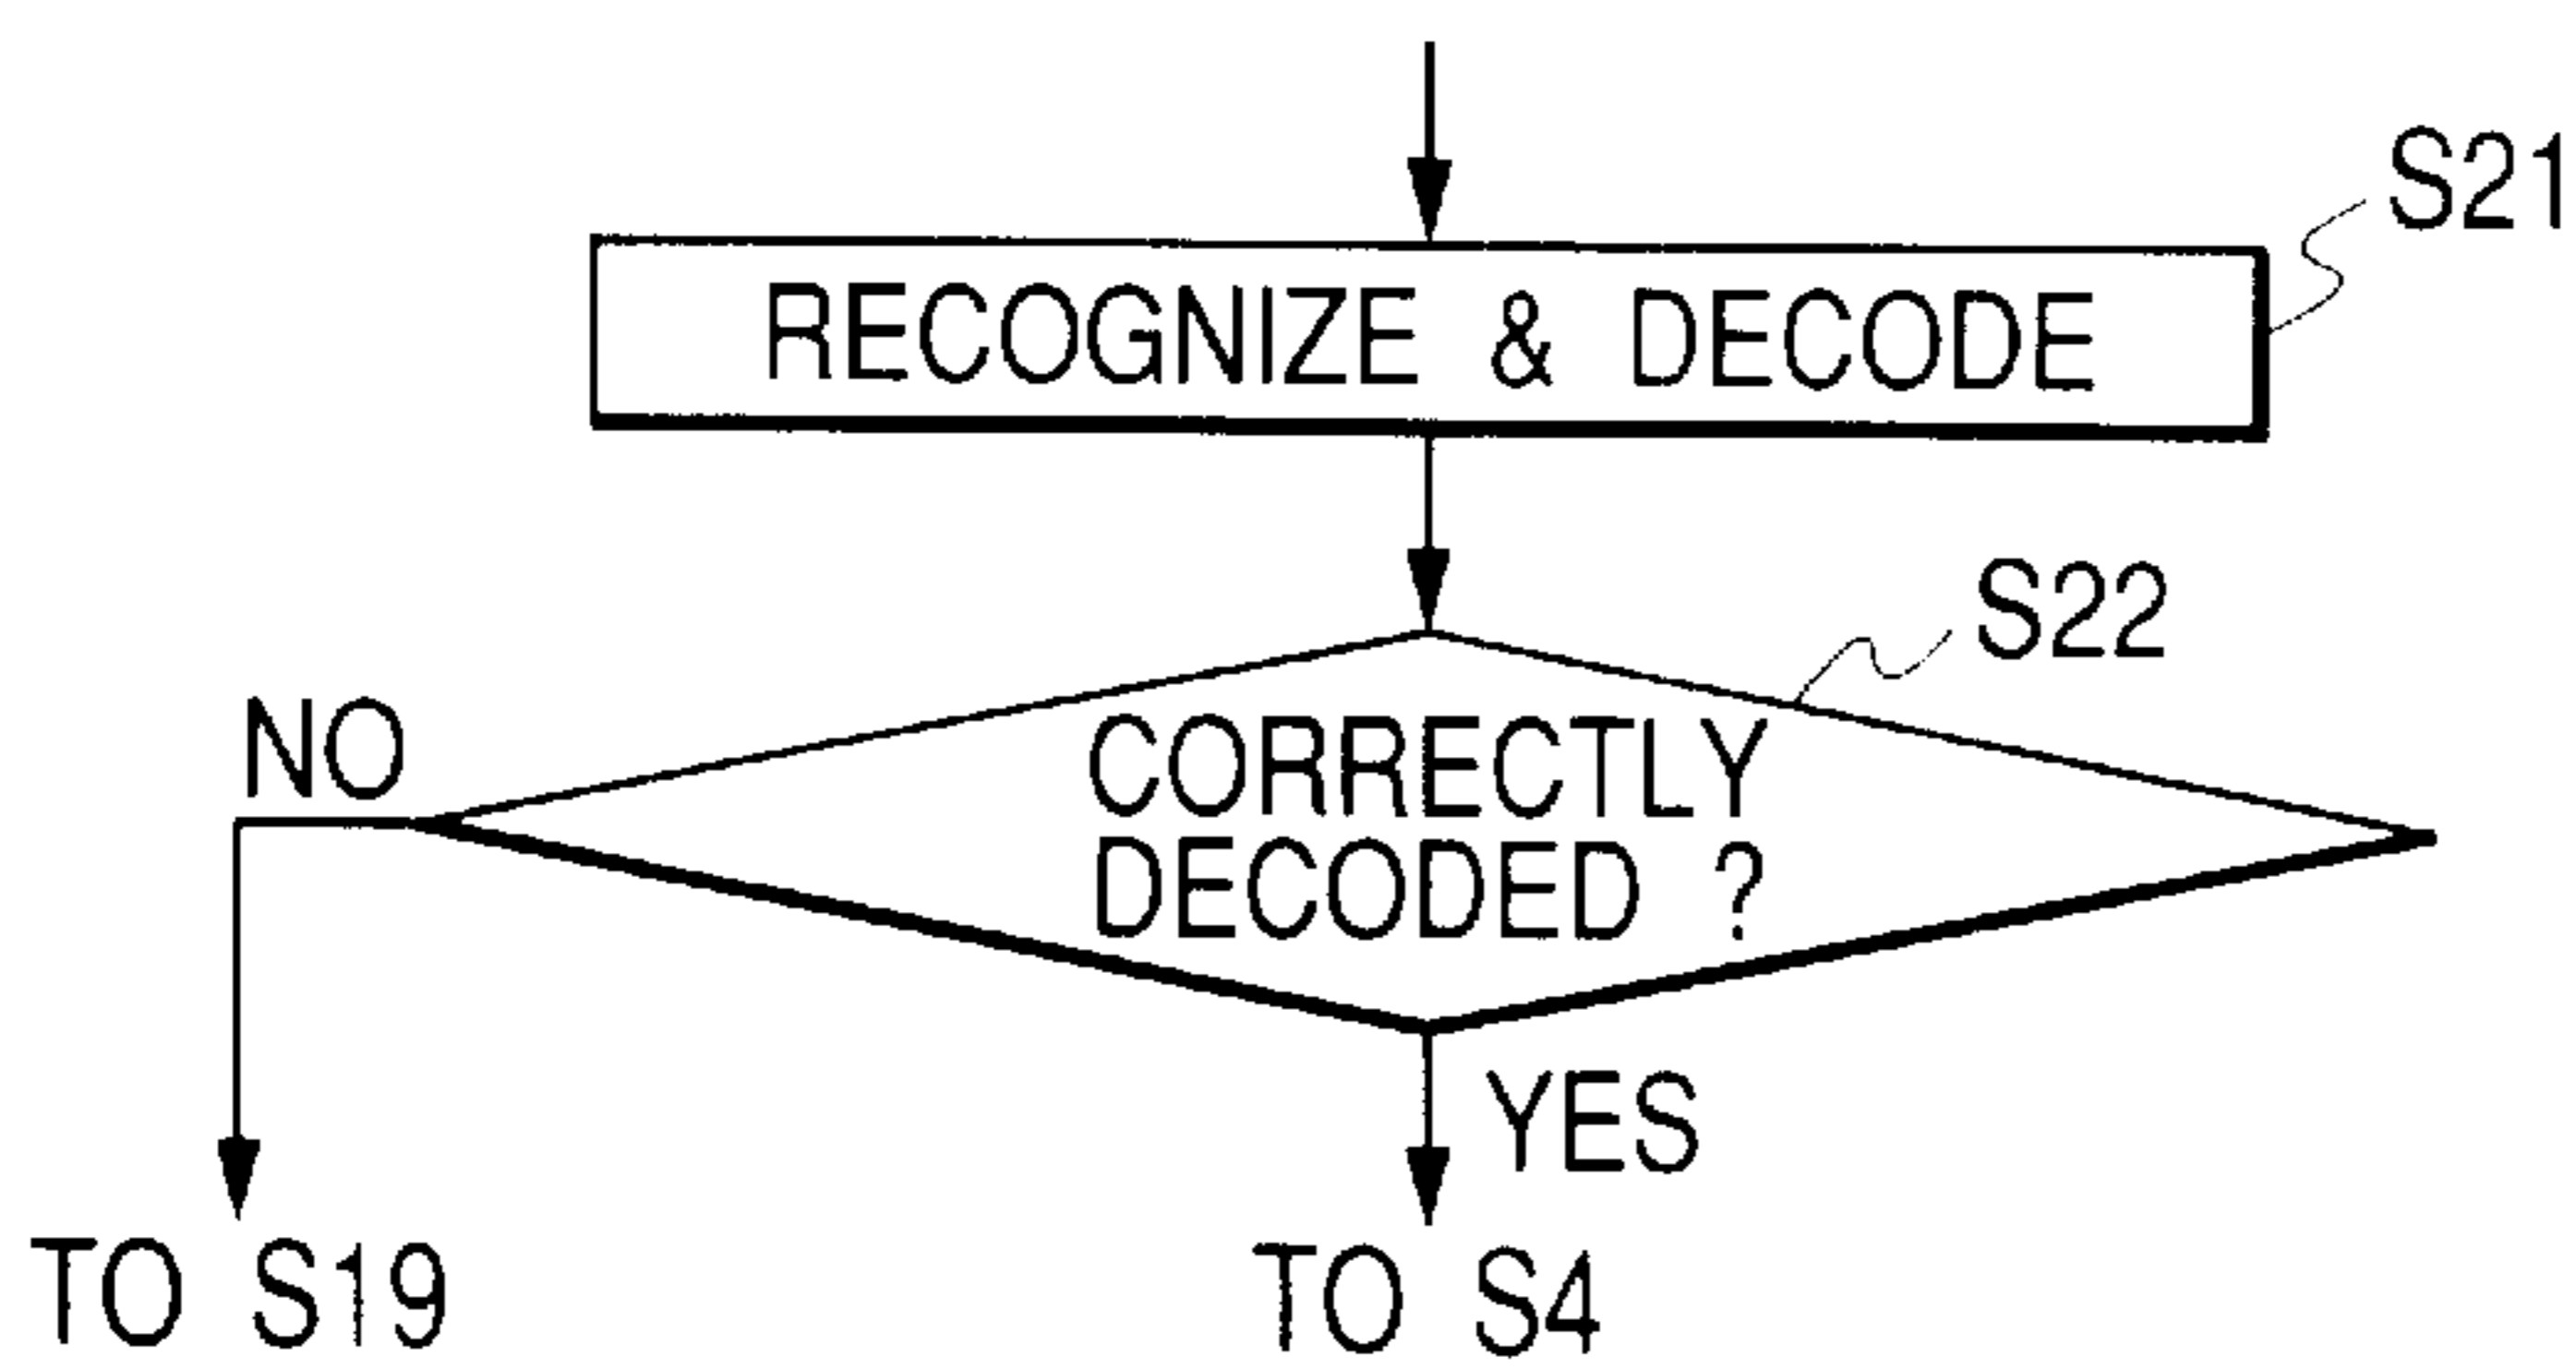 S21
RECOGNIZE & DECODE
S22
NO
CORRECTLY
DECODED ?
YES
TO S19
TO S4